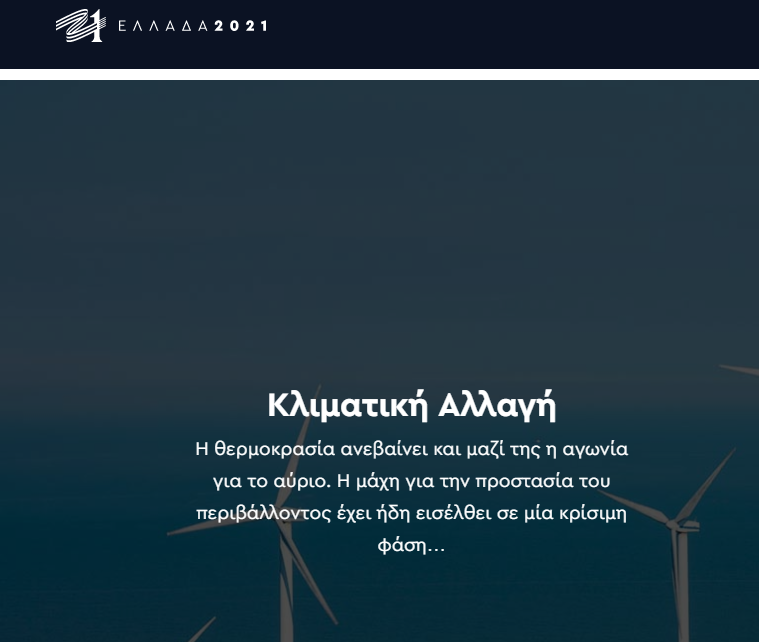 21 ΕΛΛΑΔΑ2021
Κλιματική Αλλαγή
Η θερμοκρασία ανεβαίνει και μαζί της η αγωνία
για το αύριο. Η μάχη για την προστασία του
περιβάλλοντος έχει ήδη εισέλθει σε μία κρίσιμη
φάση...